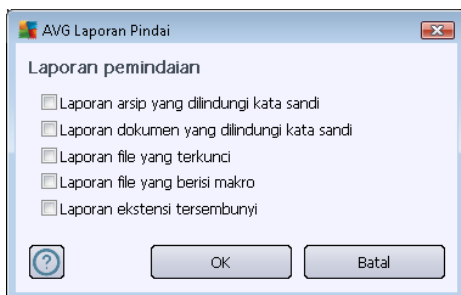 AVG Laporan Pindai
Laporan pemindaian
Laporan arsip yang dilindungi kata sandi
Laporan dokumen yang dilindungi kata sandi
Laporan file yang terkunci
Laporan file yang berisi makro
Laporan ekstensi tersembunyi
? OK Batal